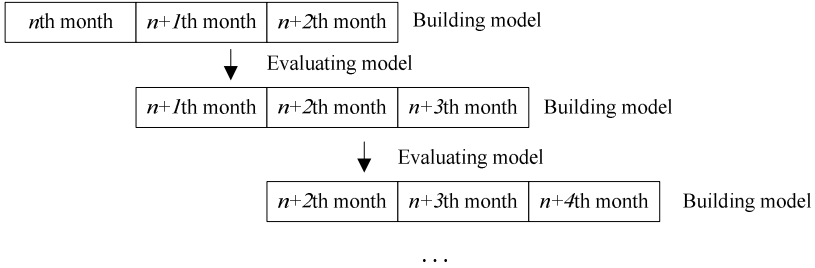 nth month n+1th month n+2th month Building model
Evaluating model
n+1th month n+2th month n+3th month Building model
Evaluating model
n+2th month n+3th month n+4th month Building model
...